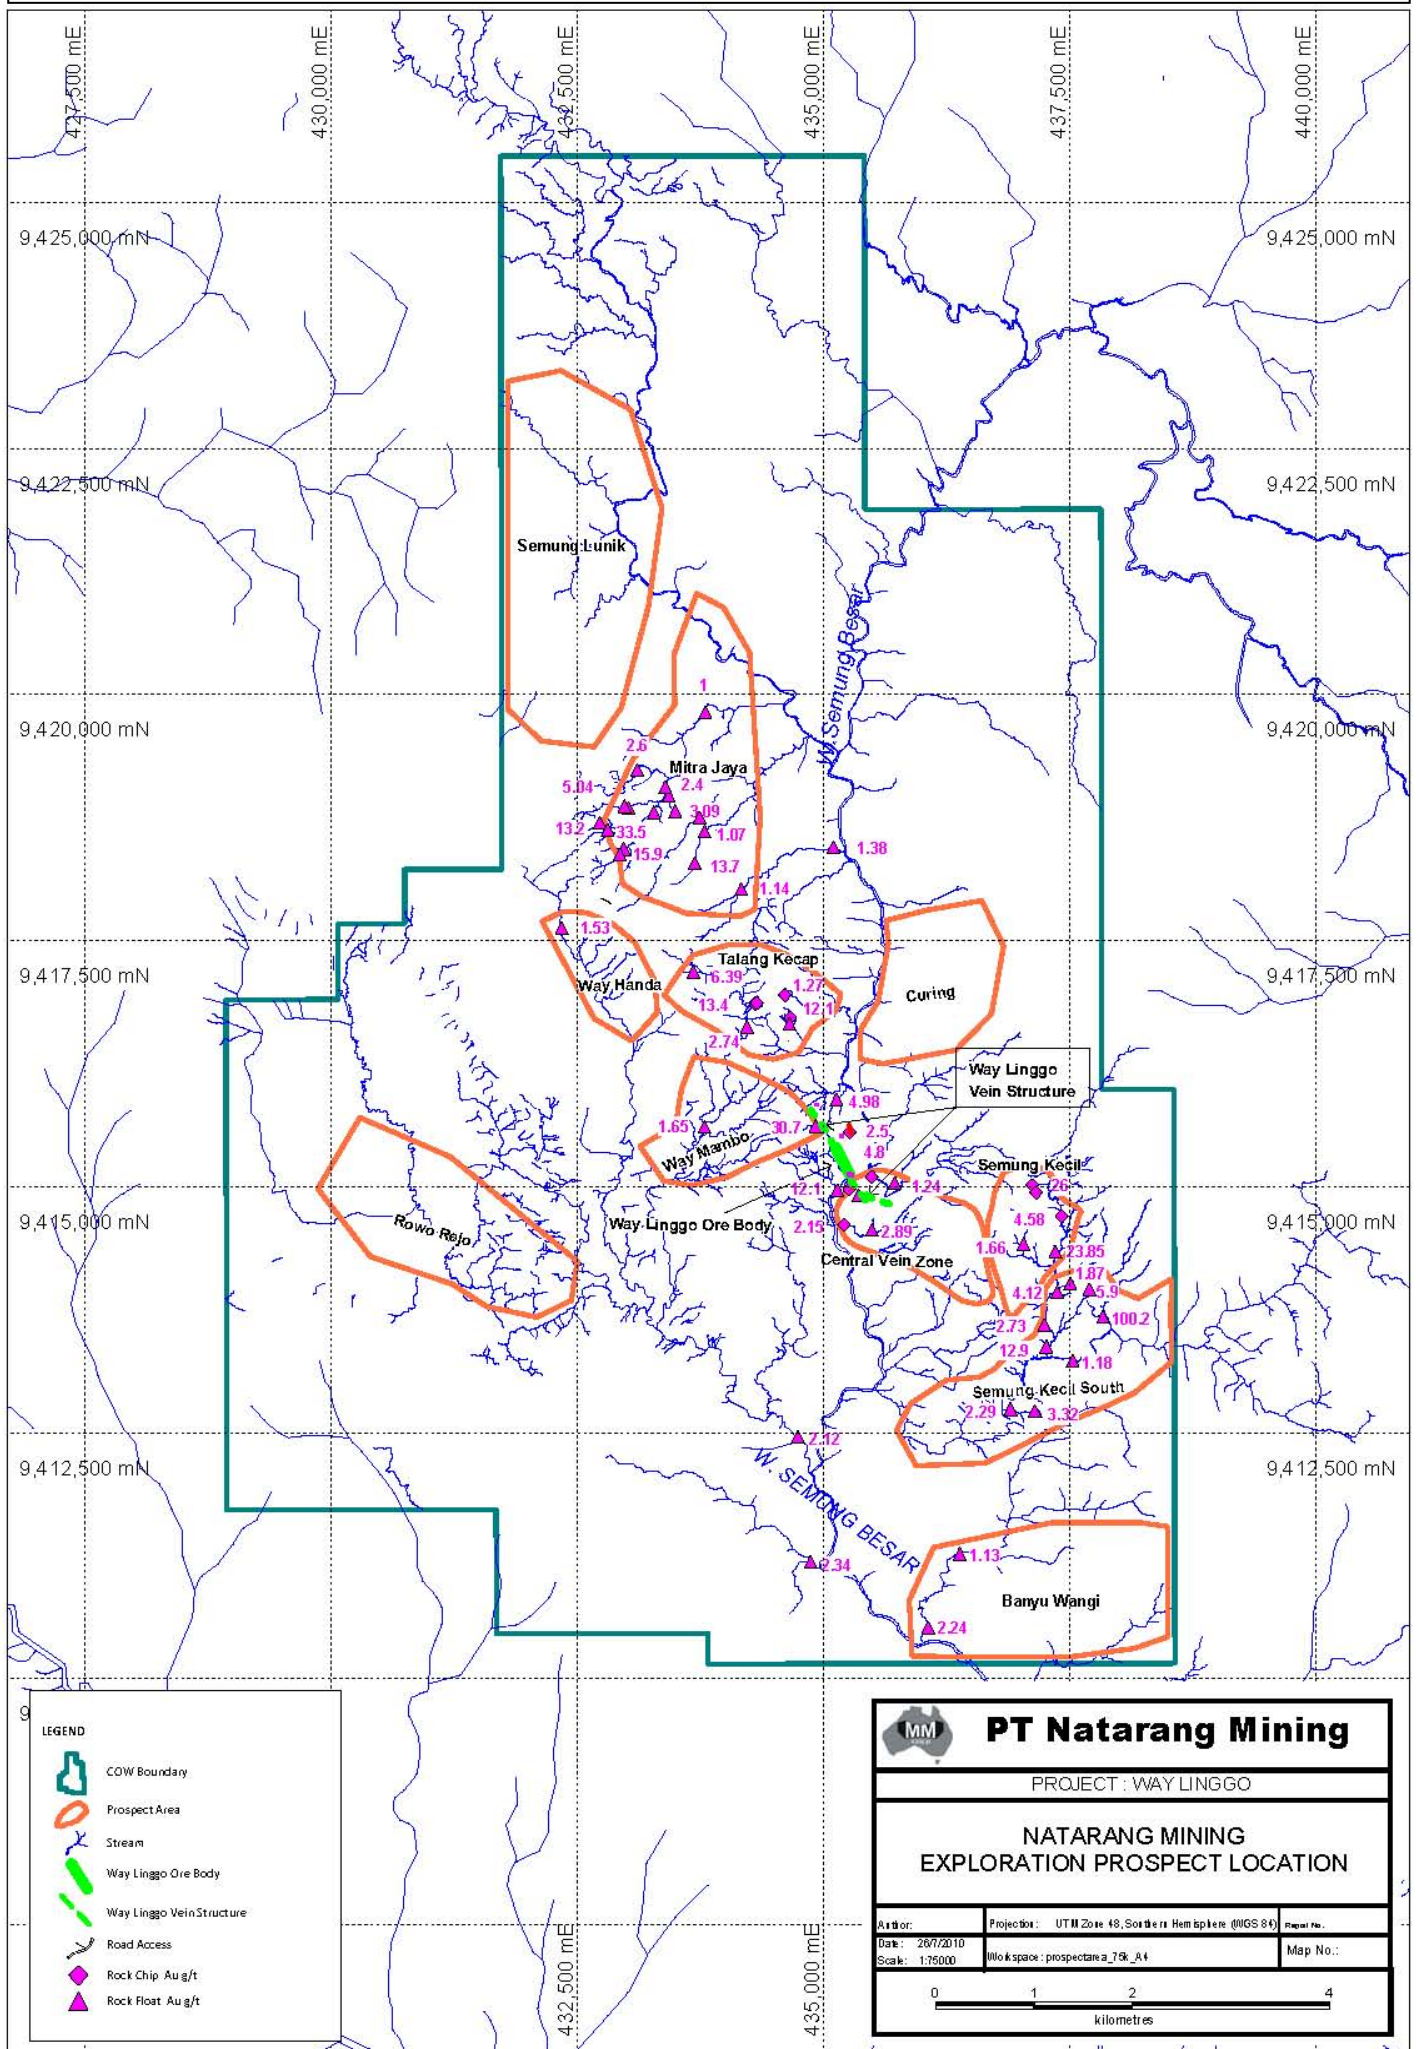 427,500 mE
430,000 mE
432,500 mE
435,000 mE
437,500 mE
440,000 mE
9,425,000 mN
9,425,000 mN
9,422,500 mN
9,422,500 mN
Semung Lunik
W. Semung Besar
1
9,420,000 mN
9,420,000 mN
2.6
Mitra Jaya
5.04
2.4
3.09
13.2
33.5
1.07
15.9
13.7
1.38
1.14
1.53
Talang Kecap
9,417,500 mN
9,417,500 mN
6.39
Way Handa
1.27
Curing
13.4
12.1
2.74
Way Linggo
Vein Structure
4.98
1.65
30.7
2.5
Way Mambo
4.8
Semung Kecil
12.1
1.24
26
9,415,000 mN
9,415,000 mN
Rowo Rejo
Way Linggo Ore Body
2.15
2.89
4.58
1.66
23.85
Central Vein Zone
1.87
4.12
5.9
2.73
100.2
12.9
1.18
Semung Kecil South
2.29
3.32
2.12
9,412,500 mN
9,412,500 mN
W. SEMUNG BESAR
1.13
2.34
Banyu Wangi
2.24
9
LEGEND
COW Boundary
Prospect Area
Stream
Way Linggo Ore Body
Way Linggo Vein Structure
Road Access
Rock Chip Au g/t
Rock Float Au g/t
432,500 mE
435,000 mE
MM
PT Natarang Mining
PROJECT : WAY LINGGO
NATARANG MINING
EXPLORATION PROSPECT LOCATION
Author:
Projection: UTM Zone 48, Southern Hemisphere (WGS 84)
Report No.
Date: 26/7/2010
Scale: 1:75000
Workspace: prospectarea_75k_A4
Map No.:
0 1 2 4
kilometres